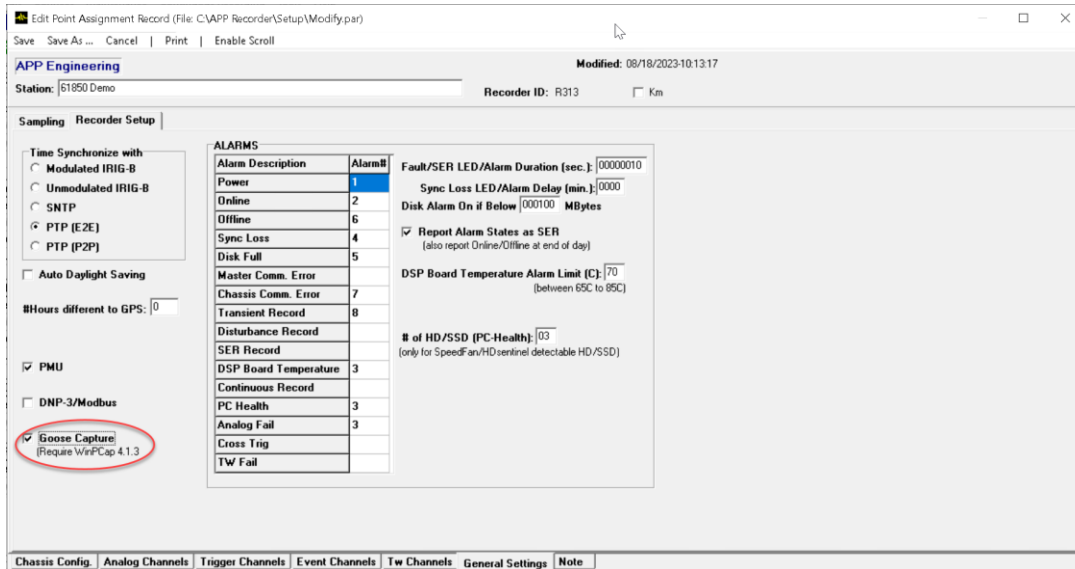 Edit Point Assignment Record (File: C:\APP Recorder\Setup\Modify.par)
Save Save As ... Cancel | Print | Enable Scroll
APP Engineering
Modified: 08/18/2023-10:13:17
Station: 61850 Demo
Recorder ID: R313
Km
Sampling Recorder Setup
Time Synchronize with
Modulated IRIG-B
Unmodulated IRIG-B
SNTP
PTP (E2E)
PTP (P2P)
Auto Daylight Saving
#Hours different to GPS: 0
PMU
DNP-3/Modbus
Goose Capture
(Require WinPCap 4.1.3
ALARMS
Alarm Description Alarm#
Power 1
Online 2
Offline 6
Sync Loss 4
Disk Full 5
Master Comm. Error
Chassis Comm. Error 7
Transient Record 8
Disturbance Record
SER Record
DSP Board Temperature 3
Continuous Record
PC Health 3
Analog Fail 3
Cross Trig
TW Fail
Fault/SER LED/Alarm Duration (sec.): 00000010
Sync Loss LED/Alarm Delay (min.): 0000
Disk Alarm On if Below 000100 MBytes
Report Alarm States as SER
(also report Online/Offline at end of day)
DSP Board Temperature Alarm Limit (C): 70
(between 65C to 85C)
# of HD/SSD (PC-Health): 03
(only for SpeedFan/HDsentinel detectable HD/SSD)
Chassis Config. Analog Channels Trigger Channels Event Channels Tw Channels General Settings Note